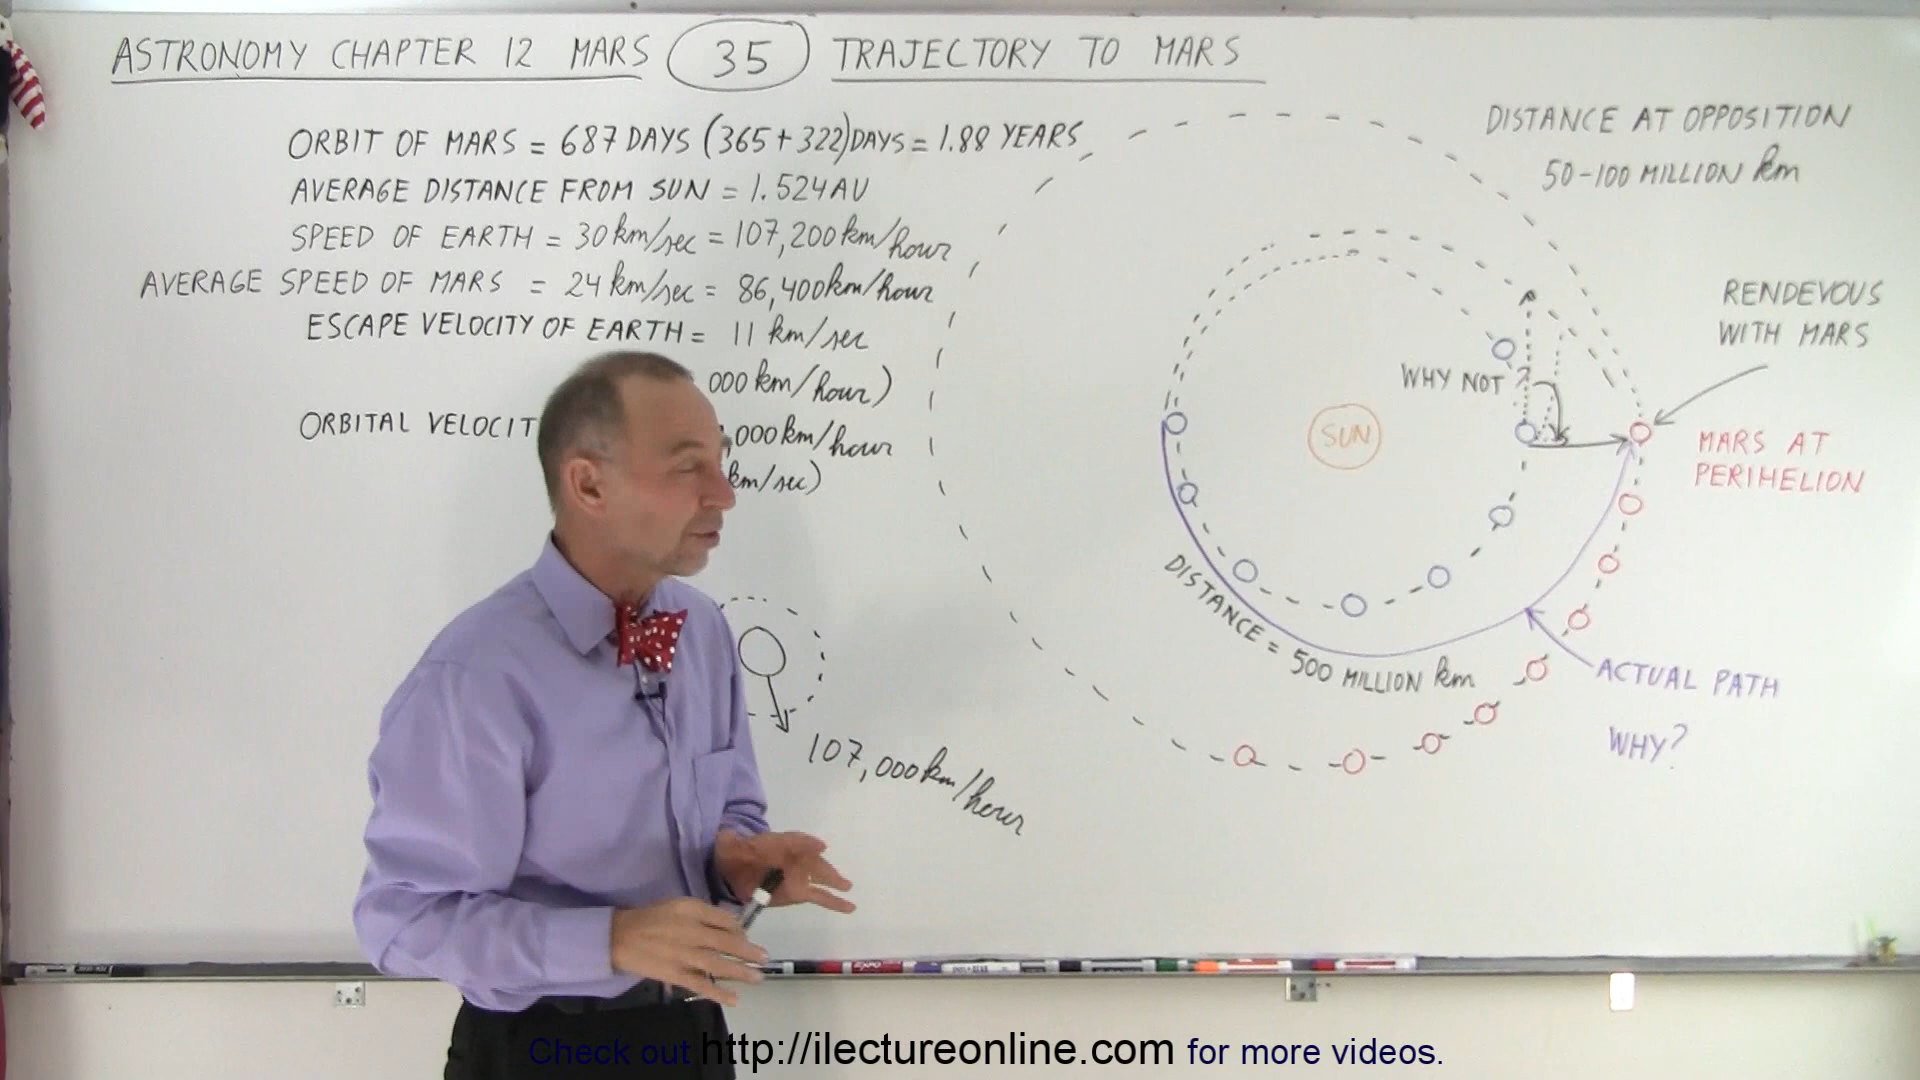 ASTRONOMY CHAPTER 12 MARS 35 TRAJECTORY TO MARS
ORBIT OF MARS = 687 DAYS (365+322) DAYS = 1.88 YEARS
AVERAGE DISTANCE FROM SUN = 1.524 AU
SPEED OF EARTH = 30 km/sec = 107,200 km/hour
AVERAGE SPEED OF MARS = 24 km/sec = 86,400 km/hour
ESCAPE VELOCITY OF EARTH = 11 km/sec
000 km/hour)
ORBITAL VELOCIT ,000 km/hour
km/sec)
107,000 km/hour
DISTANCE AT OPPOSITION
50-100 MILLION km
RENDEVOUS
WITH MARS
WHY NOT?
SUN
MARS AT
PERIHELION
DISTANCE = 500 MILLION km
ACTUAL PATH
WHY?
EXPO
Check out http://ilectureonline.com for more videos.